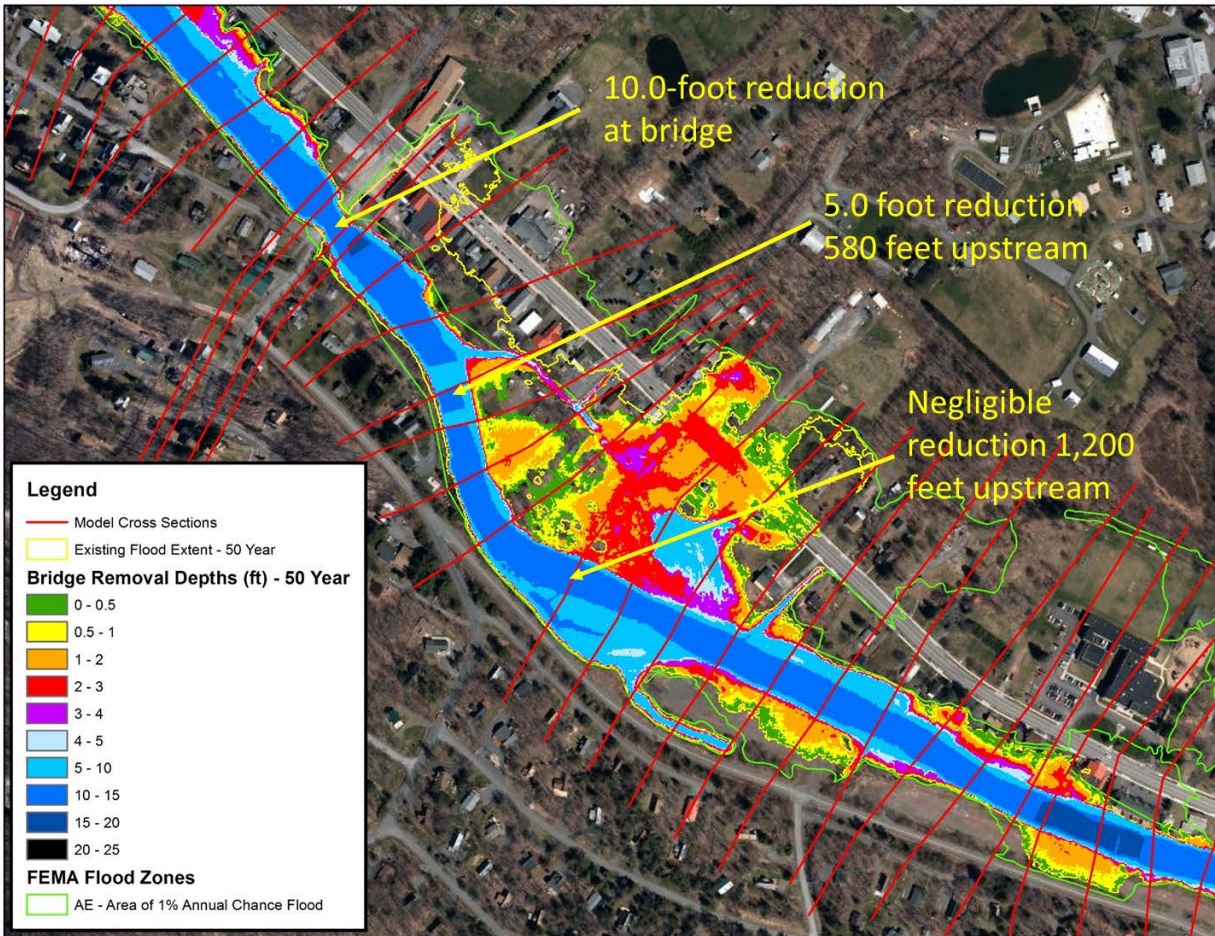 10.0-foot reduction
at bridge
5.0 foot reduction
580 feet upstream
Negligible
reduction 1,200
feet upstream
Legend
Model Cross Sections
Existing Flood Extent - 50 Year
Bridge Removal Depths (ft) - 50 Year
0 - 0.5
0.5 - 1
1 - 2
2 - 3
3 - 4
4 - 5
5 - 10
10 - 15
15 - 20
20 - 25
FEMA Flood Zones
AE - Area of 1% Annual Chance Flood